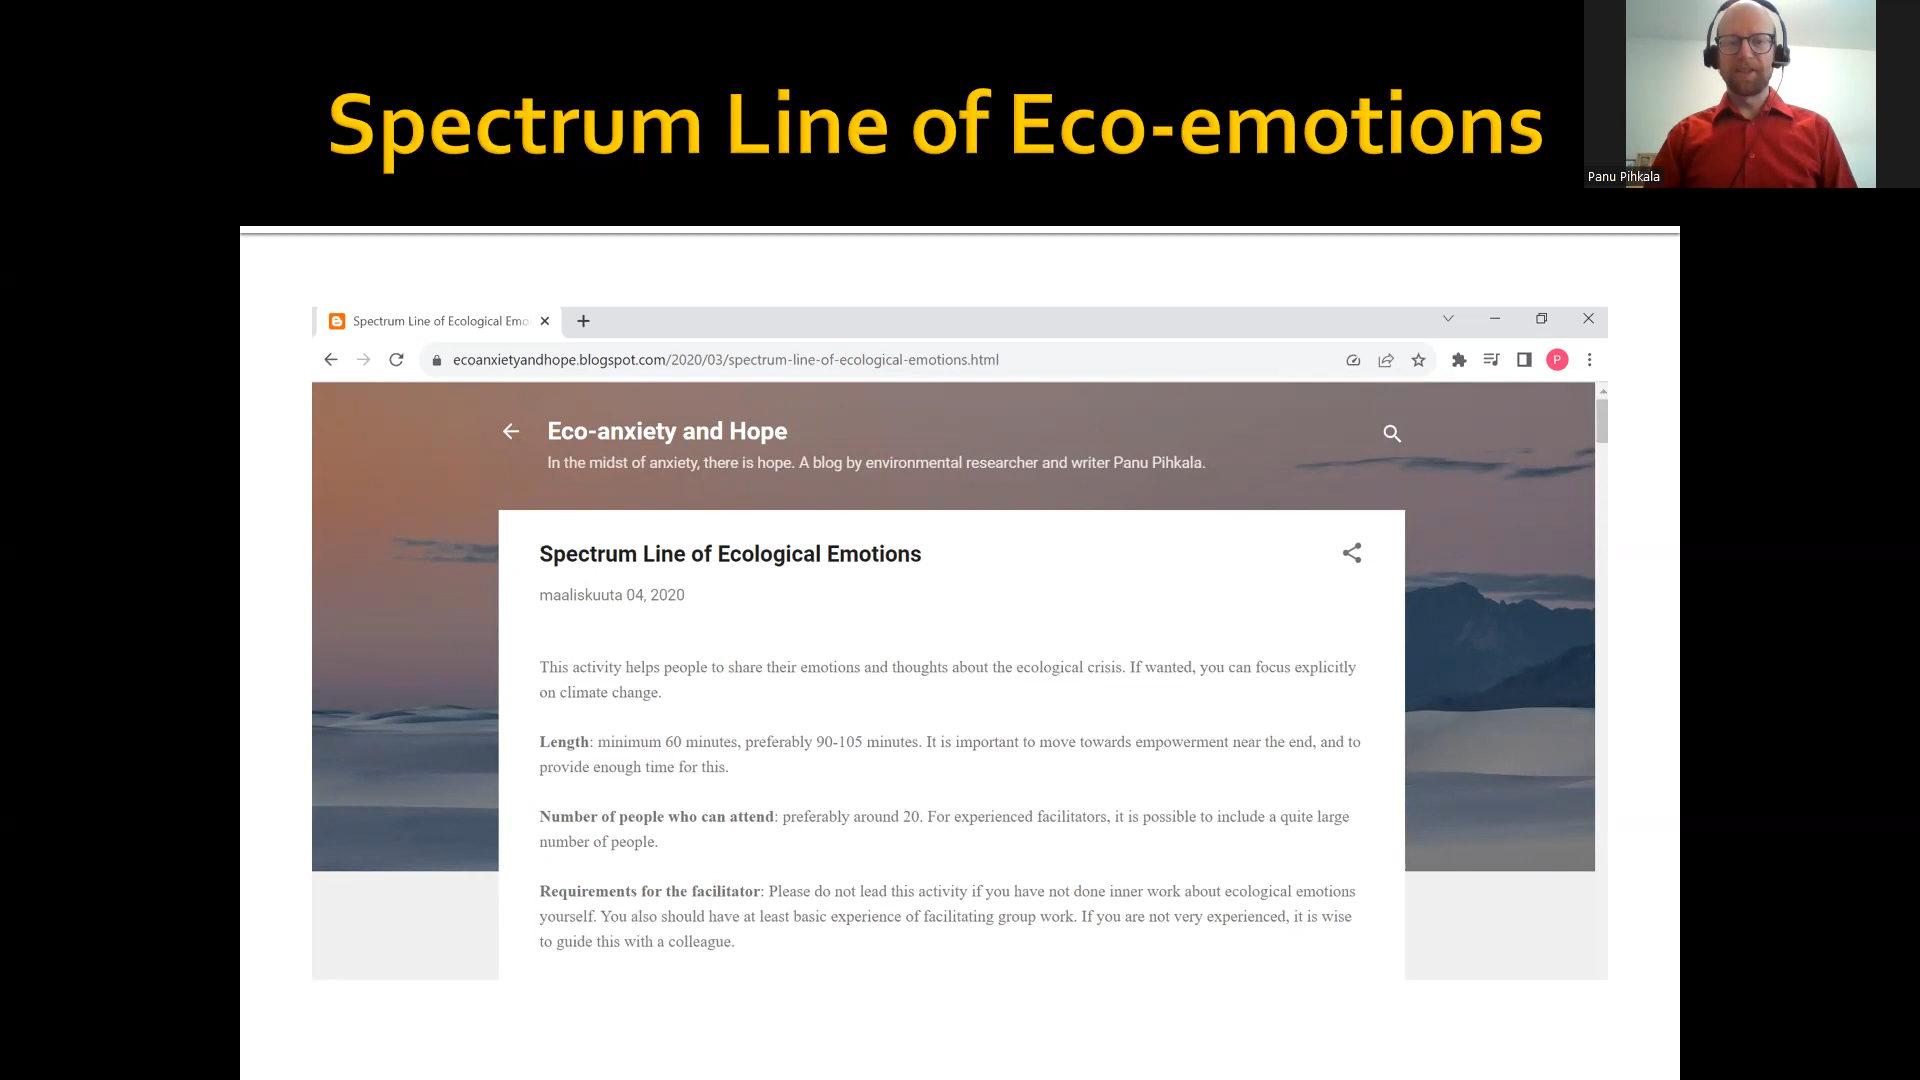 Spectrum Line of Eco-emotions
Panu Pihkala
Spectrum Line of Ecological Emo
ecoanxietyandhope.blogspot.com/2020/03/spectrum-line-of-ecological-emotions.html
P
Eco-anxiety and Hope
In the midst of anxiety, there is hope. A blog by environmental researcher and writer Panu Pihkala.
Spectrum Line of Ecological Emotions
maaliskuuta 04, 2020
This activity helps people to share their emotions and thoughts about the ecological crisis. If wanted, you can focus explicitly
on climate change.
Length: minimum 60 minutes, preferably 90-105 minutes. It is important to move towards empowerment near the end, and to
provide enough time for this.
Number of people who can attend: preferably around 20. For experienced facilitators, it is possible to include a quite large
number of people.
Requirements for the facilitator: Please do not lead this activity if you have not done inner work about ecological emotions
yourself. You also should have at least basic experience of facilitating group work. If you are not very experienced, it is wise
to guide this with a colleague.